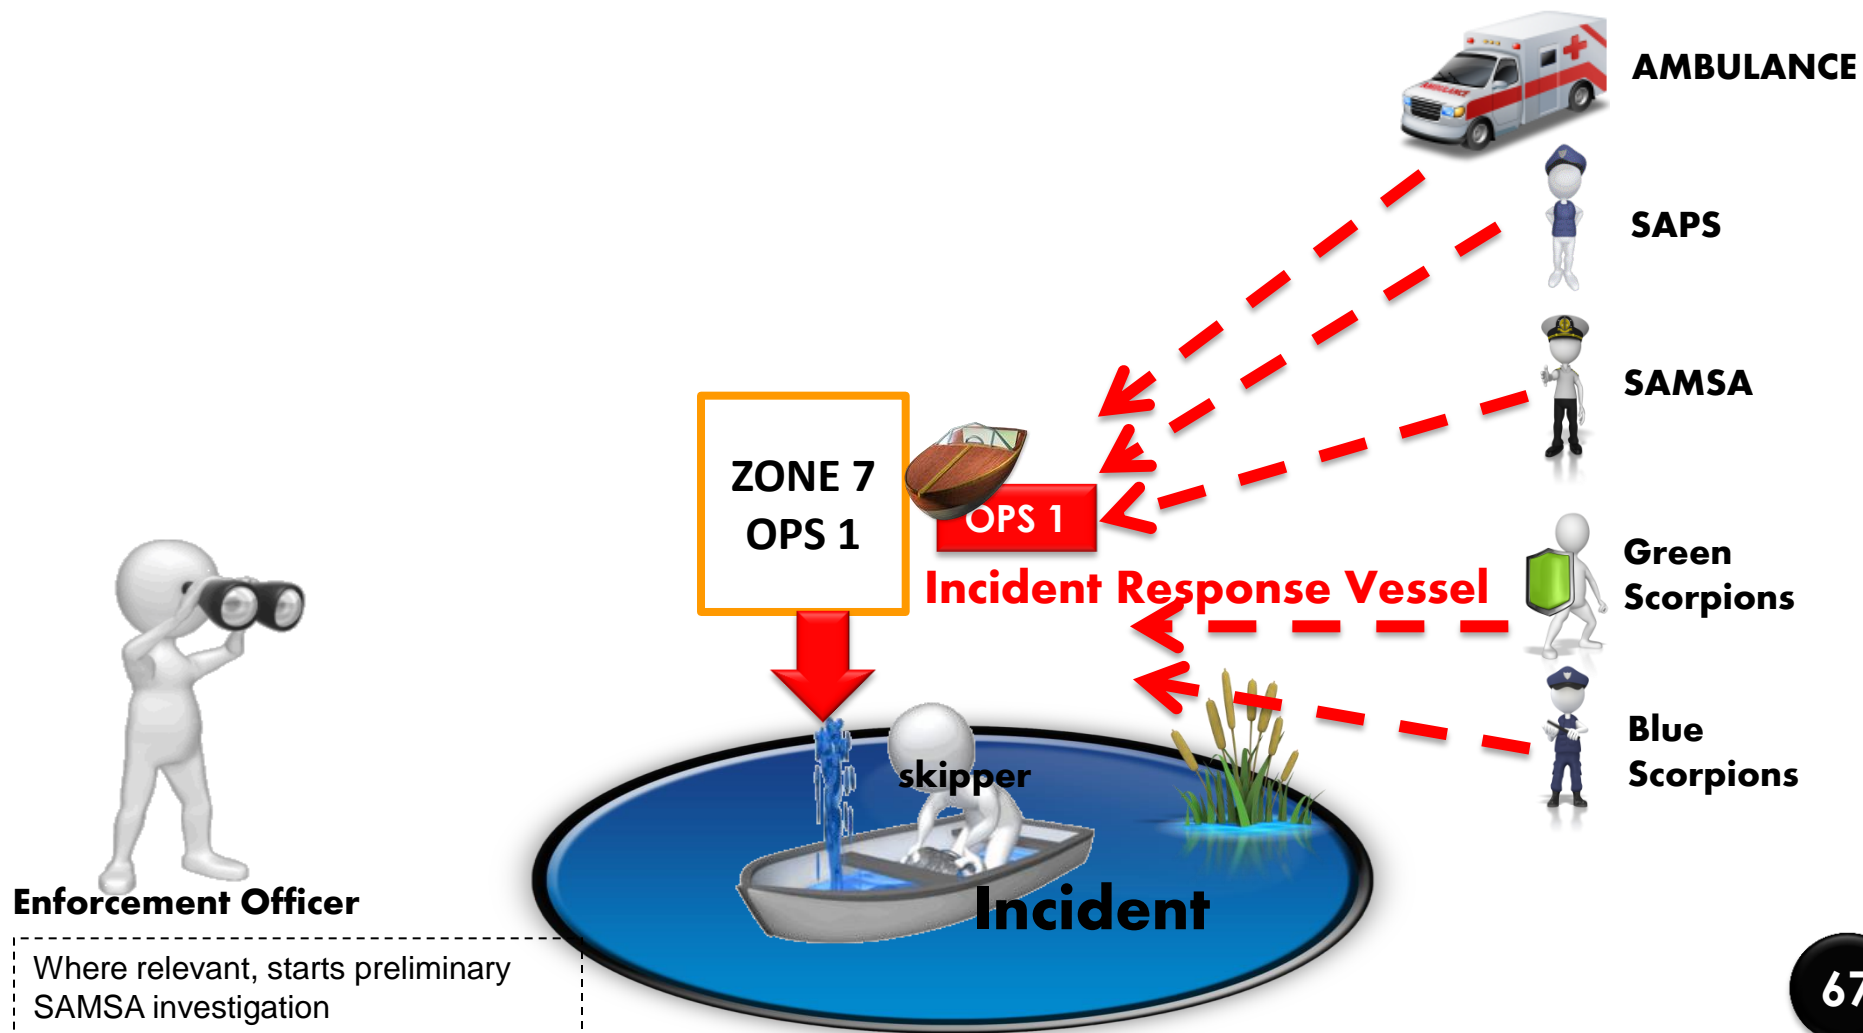 AMBULANCE
SAPS
SAMSA
ZONE 7
OPS 1
OPS 1
Incident Response Vessel
Green
Scorpions
Blue
Scorpions
skipper
Incident
Enforcement Officer
Where relevant, starts preliminary
SAMSA investigation
67